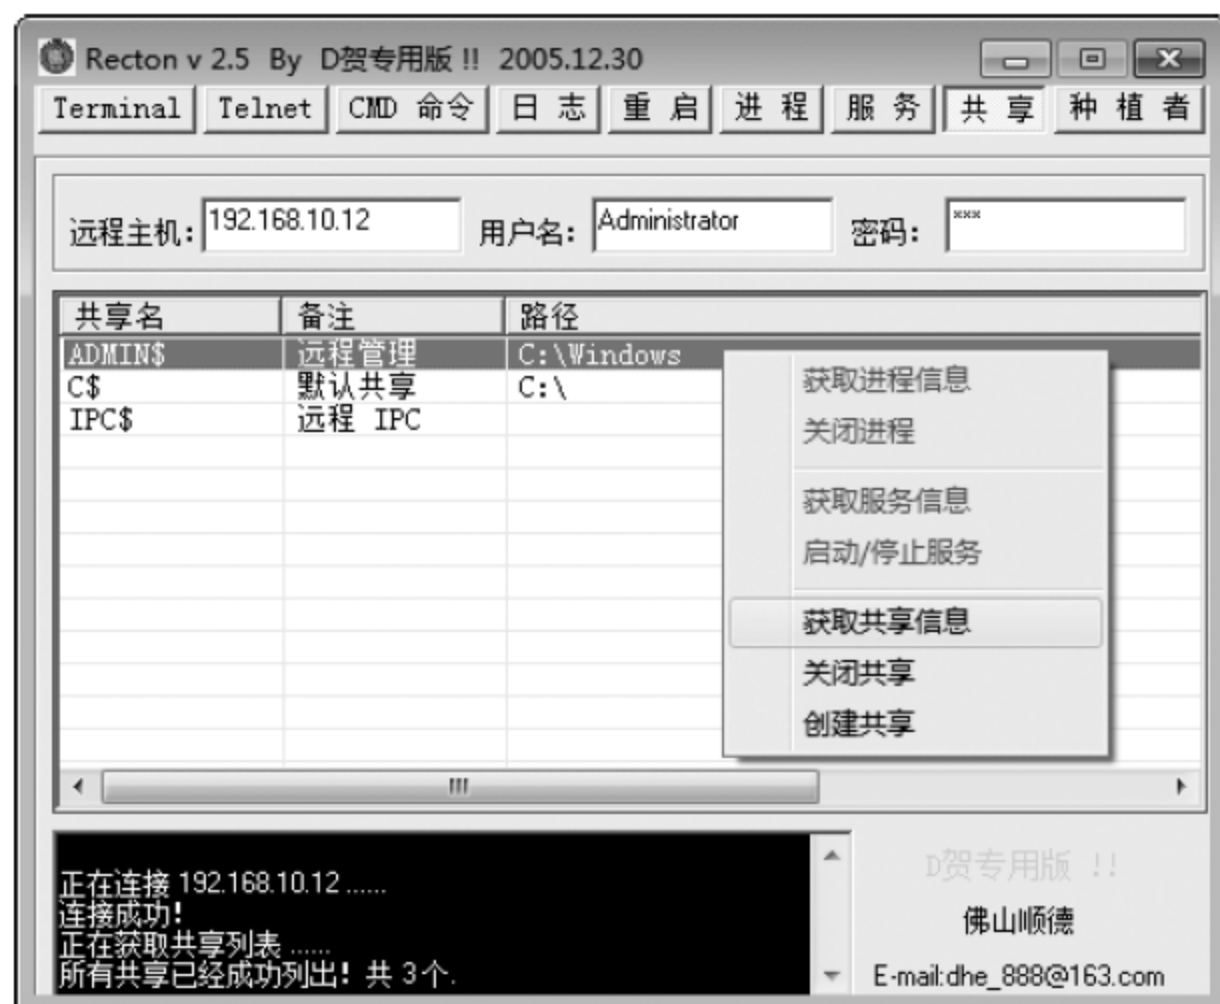 Recton v 2.5 By D贺专用版 !! 2005.12.30
Terminal Telnet CMD 命令 日 志 重 启 进 程 服 务 共 享 种 植 者
远程主机: 192.168.10.12 用户名: Administrator 密码: ***
共享名 备注 路径
ADMIN$ 远程管理 C:\Windows
C$ 默认共享 C:\
IPC$ 远程 IPC
获取进程信息
关闭进程
获取服务信息
启动/停止服务
获取共享信息
关闭共享
创建共享
正在连接 192.168.10.12 ......
连接成功!
正在获取共享列表 ......
所有共享已经成功列出! 共 3 个.
D贺专用版 !!
佛山顺德
E-mail:dhe_888@163.com